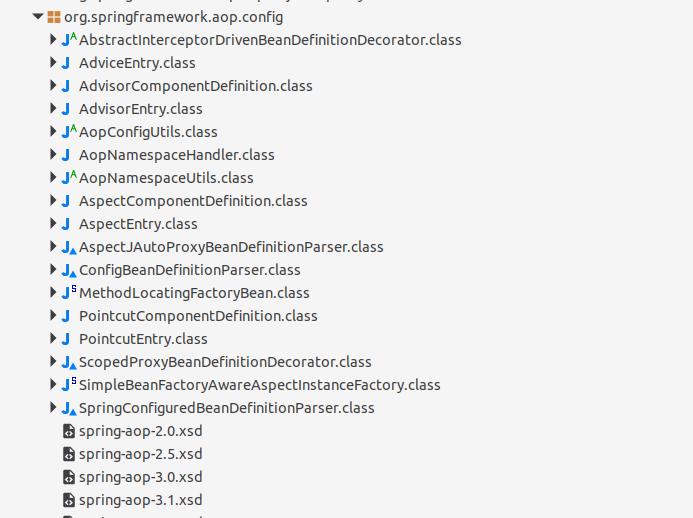 org.springframework.aop.config
AbstractInterceptorDrivenBeanDefinitionDecorator.class
AdviceEntry.class
AdvisorComponentDefinition.class
AdvisorEntry.class
AopConfigUtils.class
AopNamespaceHandler.class
AopNamespaceUtils.class
AspectComponentDefinition.class
AspectEntry.class
AspectJAutoProxyBeanDefinitionParser.class
ConfigBeanDefinitionParser.class
MethodLocatingFactoryBean.class
PointcutComponentDefinition.class
PointcutEntry.class
ScopedProxyBeanDefinitionDecorator.class
SimpleBeanFactoryAwareAspectInstanceFactory.class
SpringConfiguredBeanDefinitionParser.class
spring-aop-2.0.xsd
spring-aop-2.5.xsd
spring-aop-3.0.xsd
spring-aop-3.1.xsd